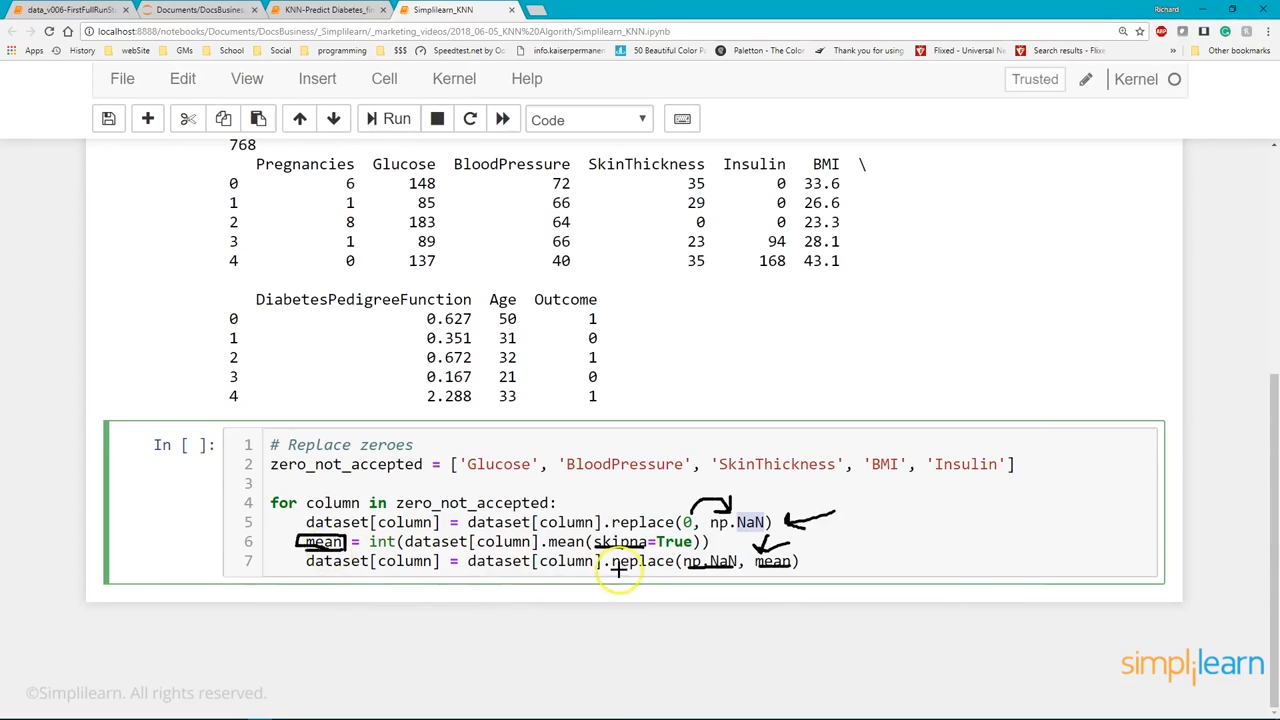 data_v006-FirstFullRunSt
Documents/DocsBusiness/
KNN-Predict Diabetes_fin
Simplilearn_KNN
Richard
localhost:8888/notebooks/Documents/DocsBusiness/_Simplilearn/_marketing_videos/2018_06_05_KNN%20Algorith/Simplilearn_KNN.ipynb
Apps
webSite
GMs
School
Social
programming
$$$
Speedtest.net by Oo
info.kaiserpermanen
50 Beautiful Color Pa
Paletton - The Color
Thank you for using
Flixed - Universal Ne
Search results - Flixe
»
Other bookmarks
File Edit View Insert Cell Kernel Help Trusted Kernel
Run Code
768
Pregnancies Glucose BloodPressure SkinThickness Insulin BMI \
0 6 148 72 35 0 33.6
1 1 85 66 29 0 26.6
2 8 183 64 0 0 23.3
3 1 89 66 23 94 28.1
4 0 137 40 35 168 43.1
DiabetesPedigreeFunction Age Outcome
0 0.627 50 1
1 0.351 31 0
2 0.672 32 1
3 0.167 21 0
4 2.288 33 1
In [ ]: 1 # Replace zeroes
2 zero_not_accepted = ['Glucose', 'BloodPressure', 'SkinThickness', 'BMI', 'Insulin']
3
4 for column in zero_not_accepted:
5 dataset[column] = dataset[column].replace(0, np.NaN)
6 mean = int(dataset[column].mean(skipna=True))
7 dataset[column] = dataset[column].replace(np.NaN, mean)
simplilearn
©Simplilearn. All rights reserved.